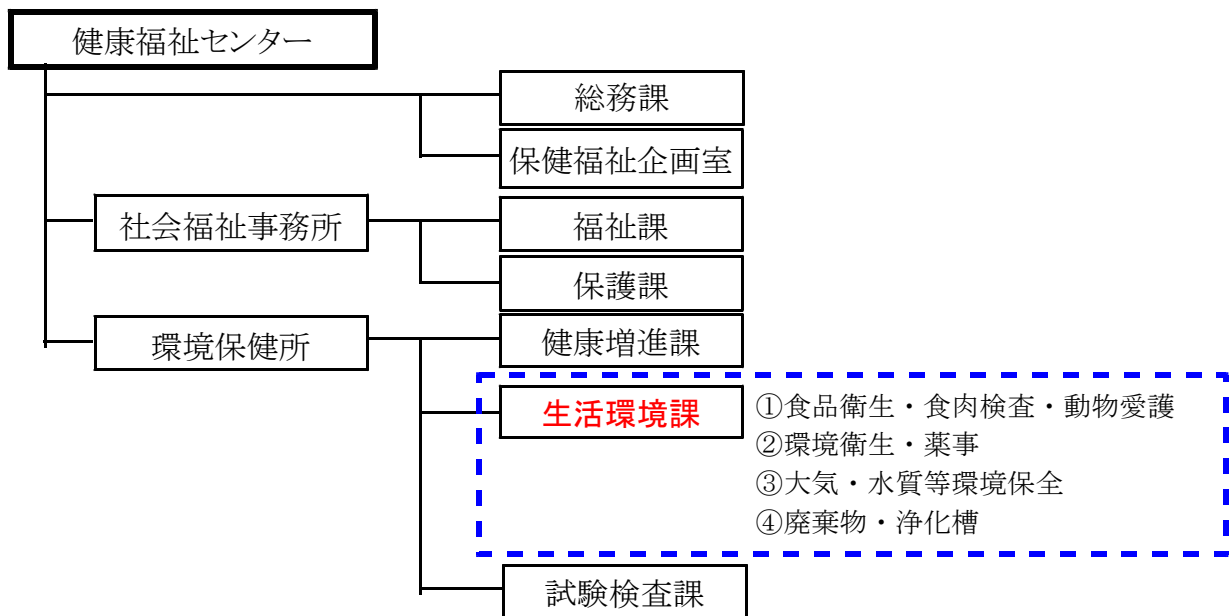 健康福祉センター
総務課
保健福祉企画室
社会福祉事務所
福祉課
保護課
環境保健所
健康増進課
生活環境課
①食品衛生・食肉検査・動物愛護
②環境衛生・薬事
③大気・水質等環境保全
④廃棄物・浄化槽
試験検査課